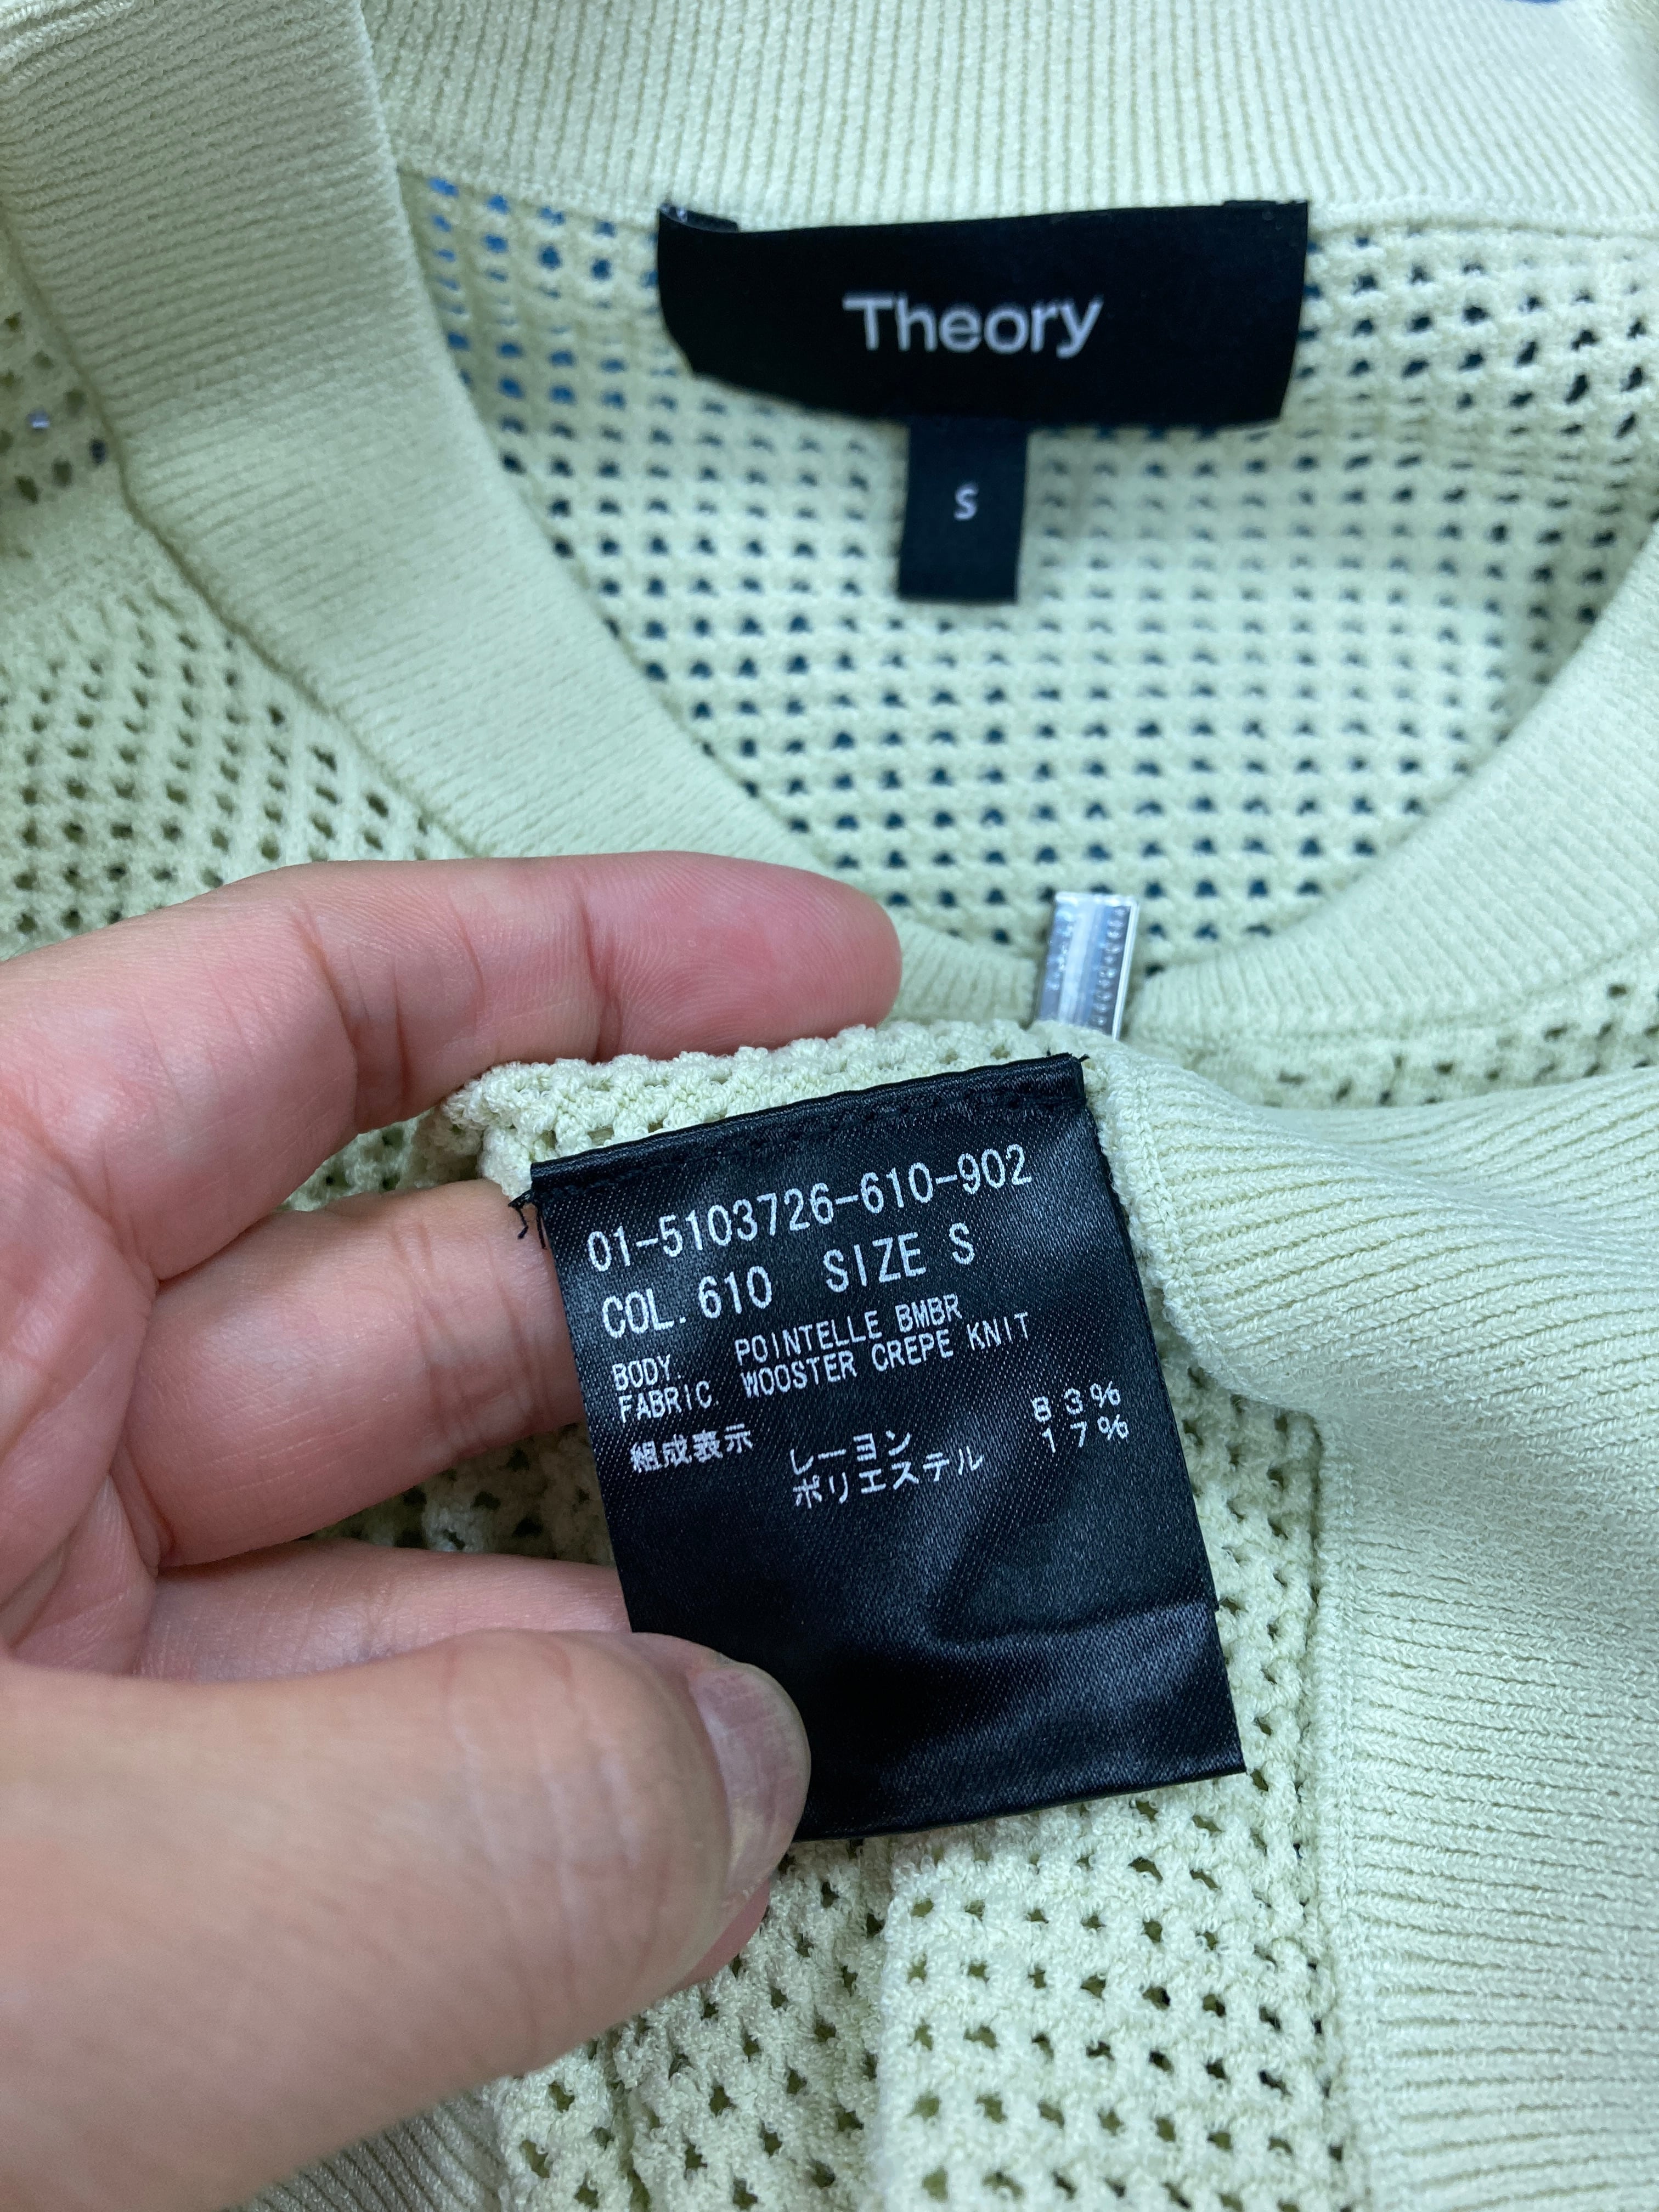 Theory
S
01-5103726-610-902
COL. 610 SIZE S
BODY. POINTELLE BMBR
FABRIC. WOOSTER CREPE KNIT
組成表示 レーヨン 83%
ポリエステル 17%